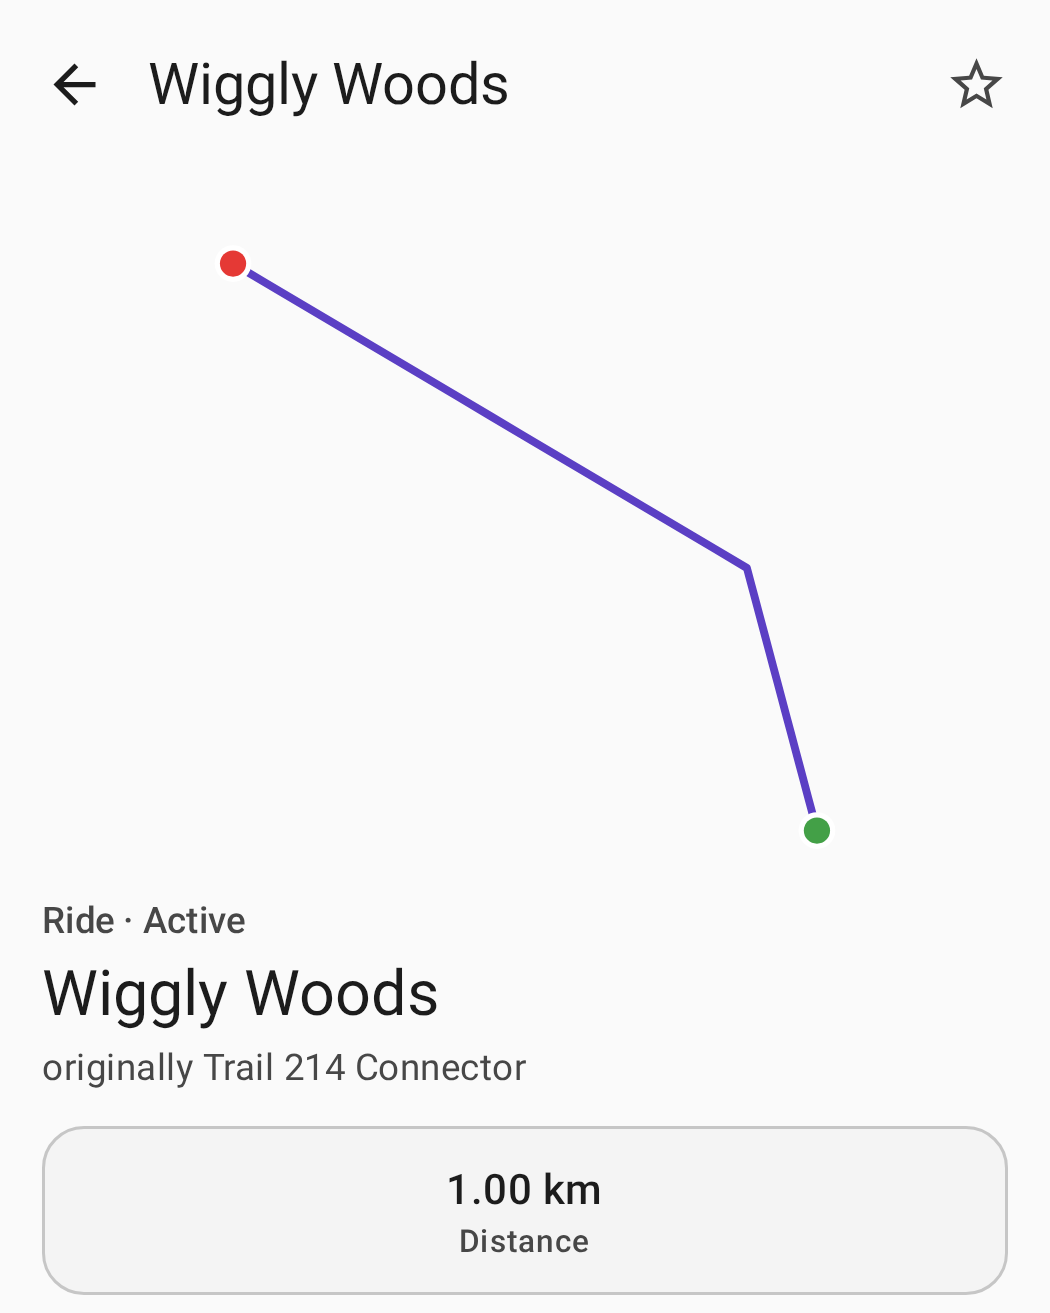 Wiggly Woods
Ride · Active
Wiggly Woods
originally Trail 214 Connector
1.00 km
Distance